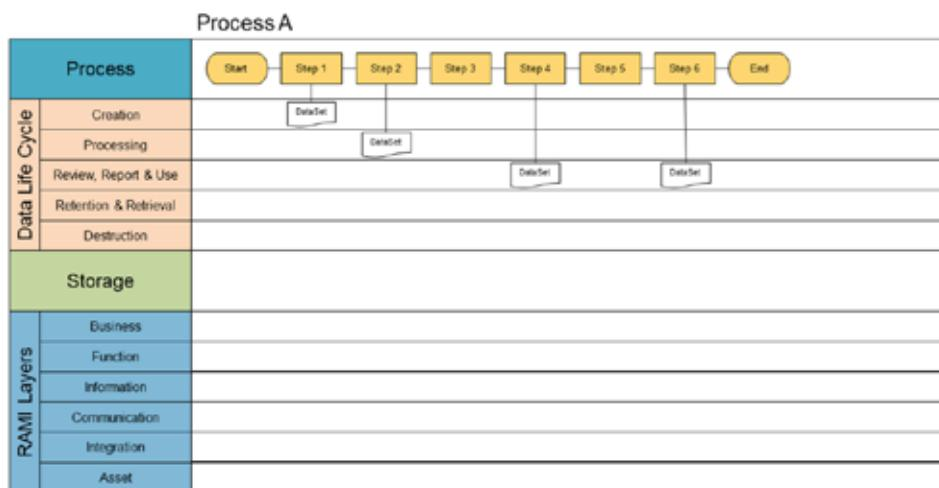 Process A
Process
Start
Step 1
Step 2
Step 3
Step 4
Step 5
Step 6
End
Data Life Cycle
Creation
DataSet
Processing
DataSet
Review, Report & Use
DataSet
DataSet
Retention & Retrieval
Destruction
Storage
RAMI Layers
Business
Function
Information
Communication
Integration
Asset